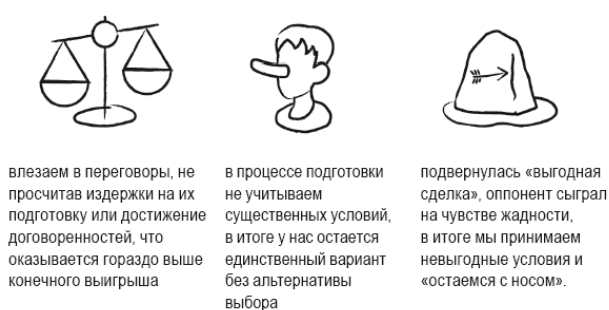 влезаем в переговоры, не
просчитав издержки на их
подготовку или достижение
договоренностей, что
оказывается гораздо выше
конечного выигрыша
в процессе подготовки
не учитываем
существенных условий,
в итоге у нас остается
единственный вариант
без альтернативы
выбора
подвернулась «выгодная
сделка», оппонент сыграл
на чувстве жадности,
в итоге мы принимаем
невыгодные условия и
«остаемся с носом».